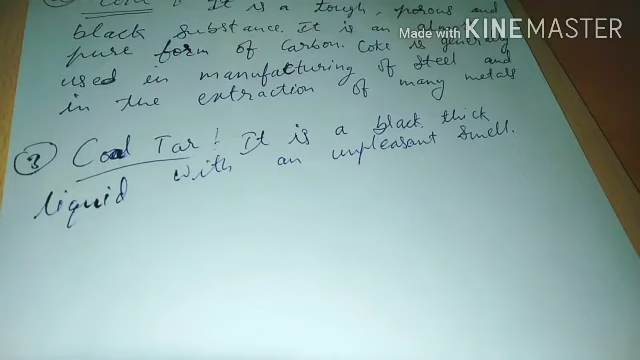 Coke : It is a tough, porous and
black substance. It is an almost
pure form of Carbon. Coke is generally
used in manufacturing of steel and
in the extraction of many metals
3 Coal Tar : It is a black thick
liquid with an unpleasant smell.
Made with KINEMASTER